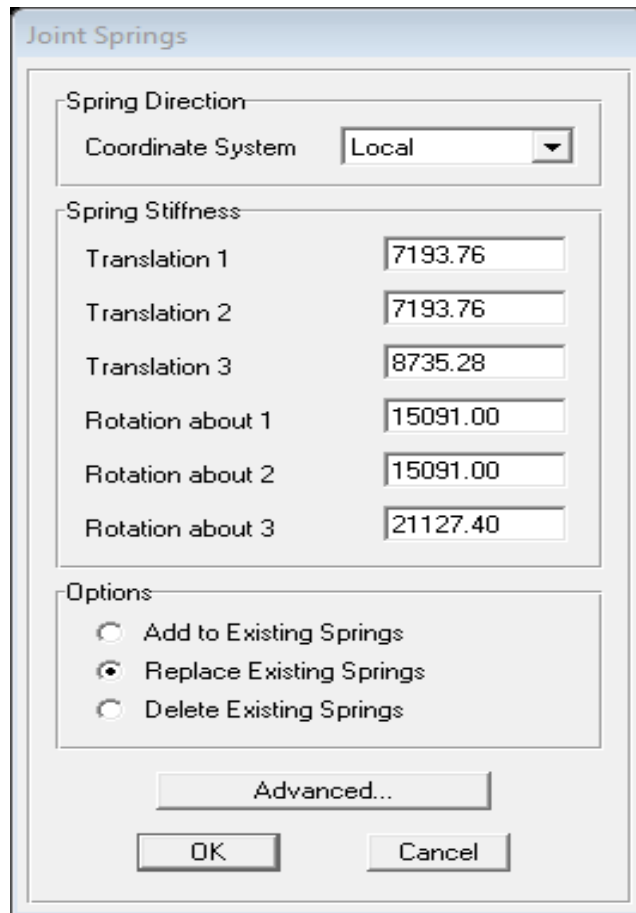 Joint Springs
Spring Direction
Coordinate System Local
Spring Stiffness
Translation 1 7193.76
Translation 2 7193.76
Translation 3 8735.28
Rotation about 1 15091.00
Rotation about 2 15091.00
Rotation about 3 21127.40
Options
Add to Existing Springs
Replace Existing Springs
Delete Existing Springs
Advanced...
OK Cancel